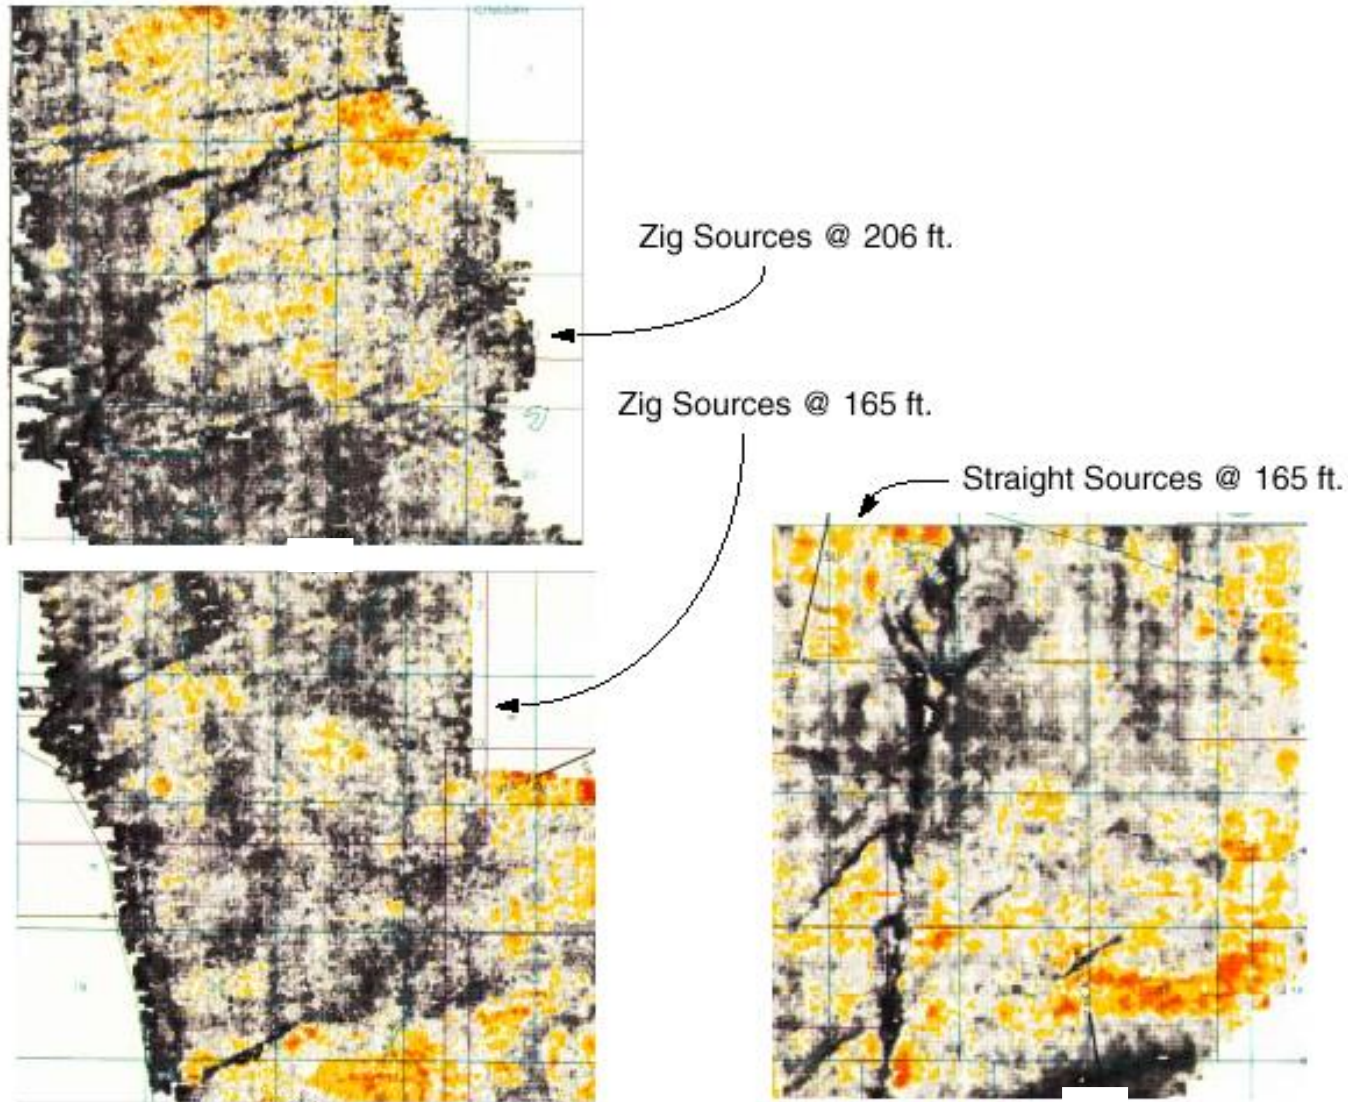 Zig Sources @ 206 ft.
Zig Sources @ 165 ft.
Straight Sources @ 165 ft.